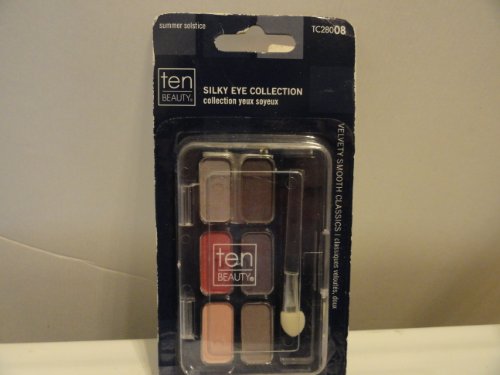 summer solstice
TC28008
ten
BEAUTY®
SILKY EYE COLLECTION
collection yeux soyeux
VELVETY SMOOTH CLASSICS / classiques veloutés, doux
ten
BEAUTY®